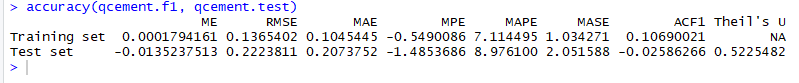 > accuracy(qcement.f1, qcement.test)
ME RMSE MAE MPE MAPE MASE ACF1 Theil's U
Training set 0.0001794161 0.1365402 0.1045445 -0.5490086 7.114495 1.034271 0.10690021 NA
Test set -0.0135237513 0.2223811 0.2073752 -1.4853686 8.976100 2.051588 -0.02586266 0.5225482
>